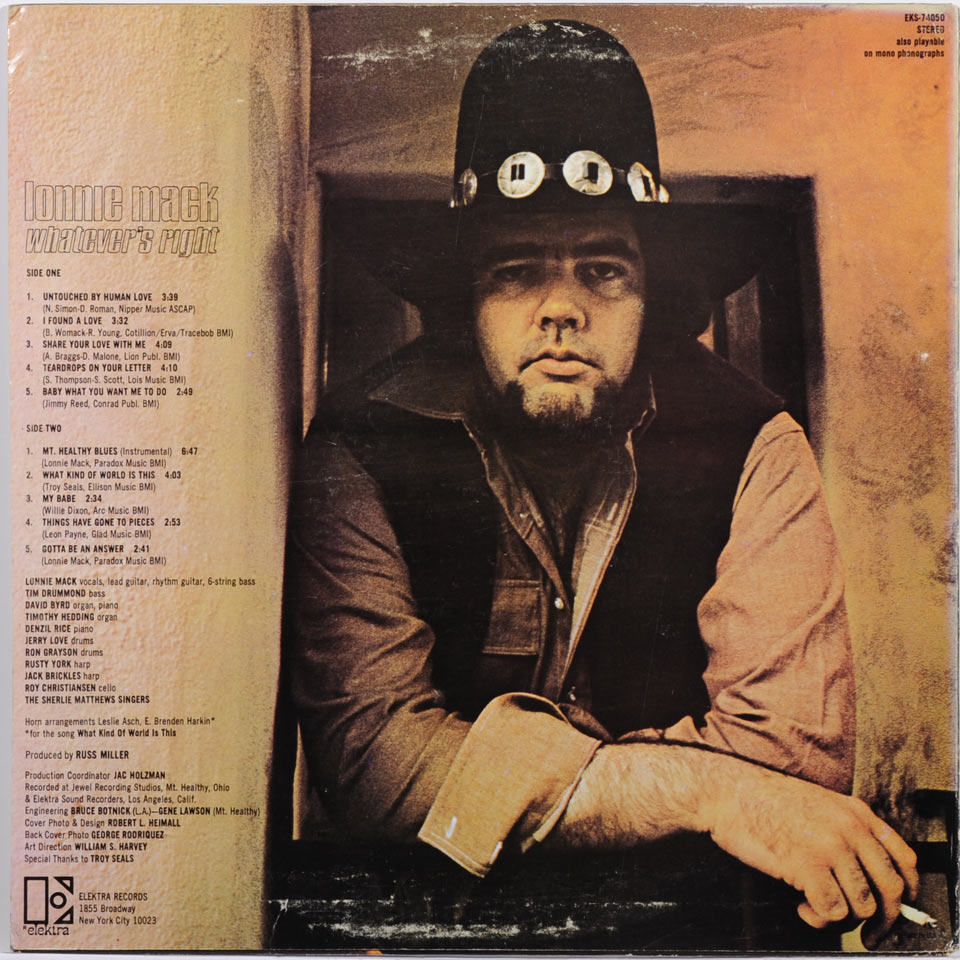 EKS-74050
STEREO
also playable
on mono phonographs
lonnie mack
whatever's right
SIDE ONE
1. UNTOUCHED BY HUMAN LOVE 3:39
(N. Simon-D. Roman, Nipper Music ASCAP)
2. I FOUND A LOVE 3:32
(B. Womack-R. Young, Cotillion/Erva/Tracebob BMI)
3. SHARE YOUR LOVE WITH ME 4:09
(A. Braggs-D. Malone, Lion Publ. BMI)
4. TEARDROPS ON YOUR LETTER 4:10
(S. Thompson-S. Scott, Lois Music BMI)
5. BABY WHAT YOU WANT ME TO DO 2:49
(Jimmy Reed, Conrad Publ. BMI)
SIDE TWO
1. MT. HEALTHY BLUES (Instrumental) 6:47
(Lonnie Mack, Paradox Music BMI)
2. WHAT KIND OF WORLD IS THIS 4:03
(Troy Seals, Ellison Music BMI)
3. MY BABE 2:34
(Willie Dixon, Arc Music BMI)
4. THINGS HAVE GONE TO PIECES 2:53
(Leon Payne, Glad Music BMI)
5. GOTTA BE AN ANSWER 2:41
(Lonnie Mack, Paradox Music BMI)
LONNIE MACK vocals, lead guitar, rhythm guitar, 6-string bass
TIM DRUMMOND bass
DAVID BYRD organ, piano
TIMOTHY HEDDING organ
DENZIL RICE piano
JERRY LOVE drums
RON GRAYSON drums
RUSTY YORK harp
JACK BRICKLES harp
ROY CHRISTIANSEN cello
THE SHERLIE MATTHEWS SINGERS
Horn arrangements Leslie Asch, E. Brenden Harkin*
*for the song What Kind Of World Is This
Produced by RUSS MILLER
Production Coordinator JAC HOLZMAN
Recorded at Jewel Recording Studios, Mt. Healthy, Ohio
& Elektra Sound Recorders, Los Angeles, Calif.
Engineering BRUCE BOTNICK (L.A.)—GENE LAWSON (Mt. Healthy)
Cover Photo & Design ROBERT L. HEIMALL
Back Cover Photo GEORGE RODRIQUEZ
Art Direction WILLIAM S. HARVEY
Special Thanks to TROY SEALS
elektra
ELEKTRA RECORDS
1855 Broadway
New York City 10023